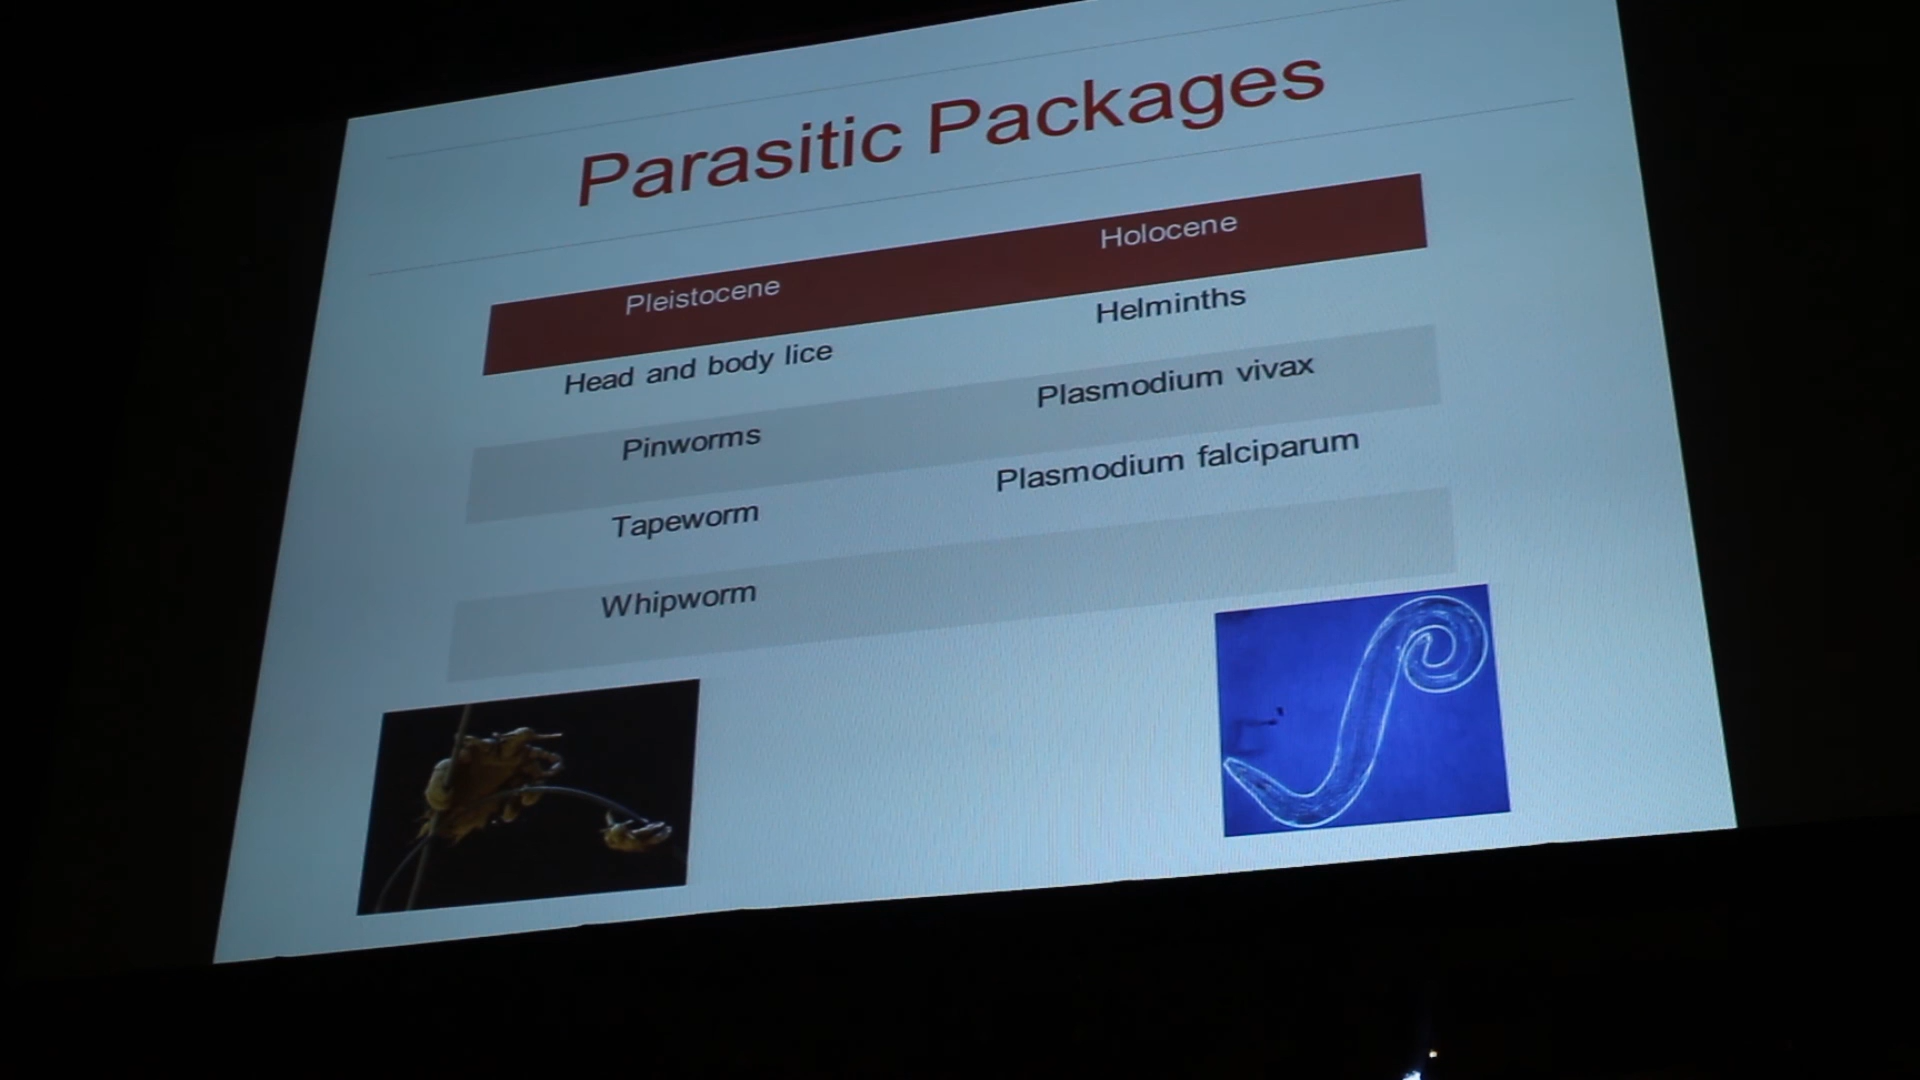 Parasitic Packages
Pleistocene Holocene
Head and body lice Helminths
Pinworms Plasmodium vivax
Tapeworm Plasmodium falciparum
Whipworm